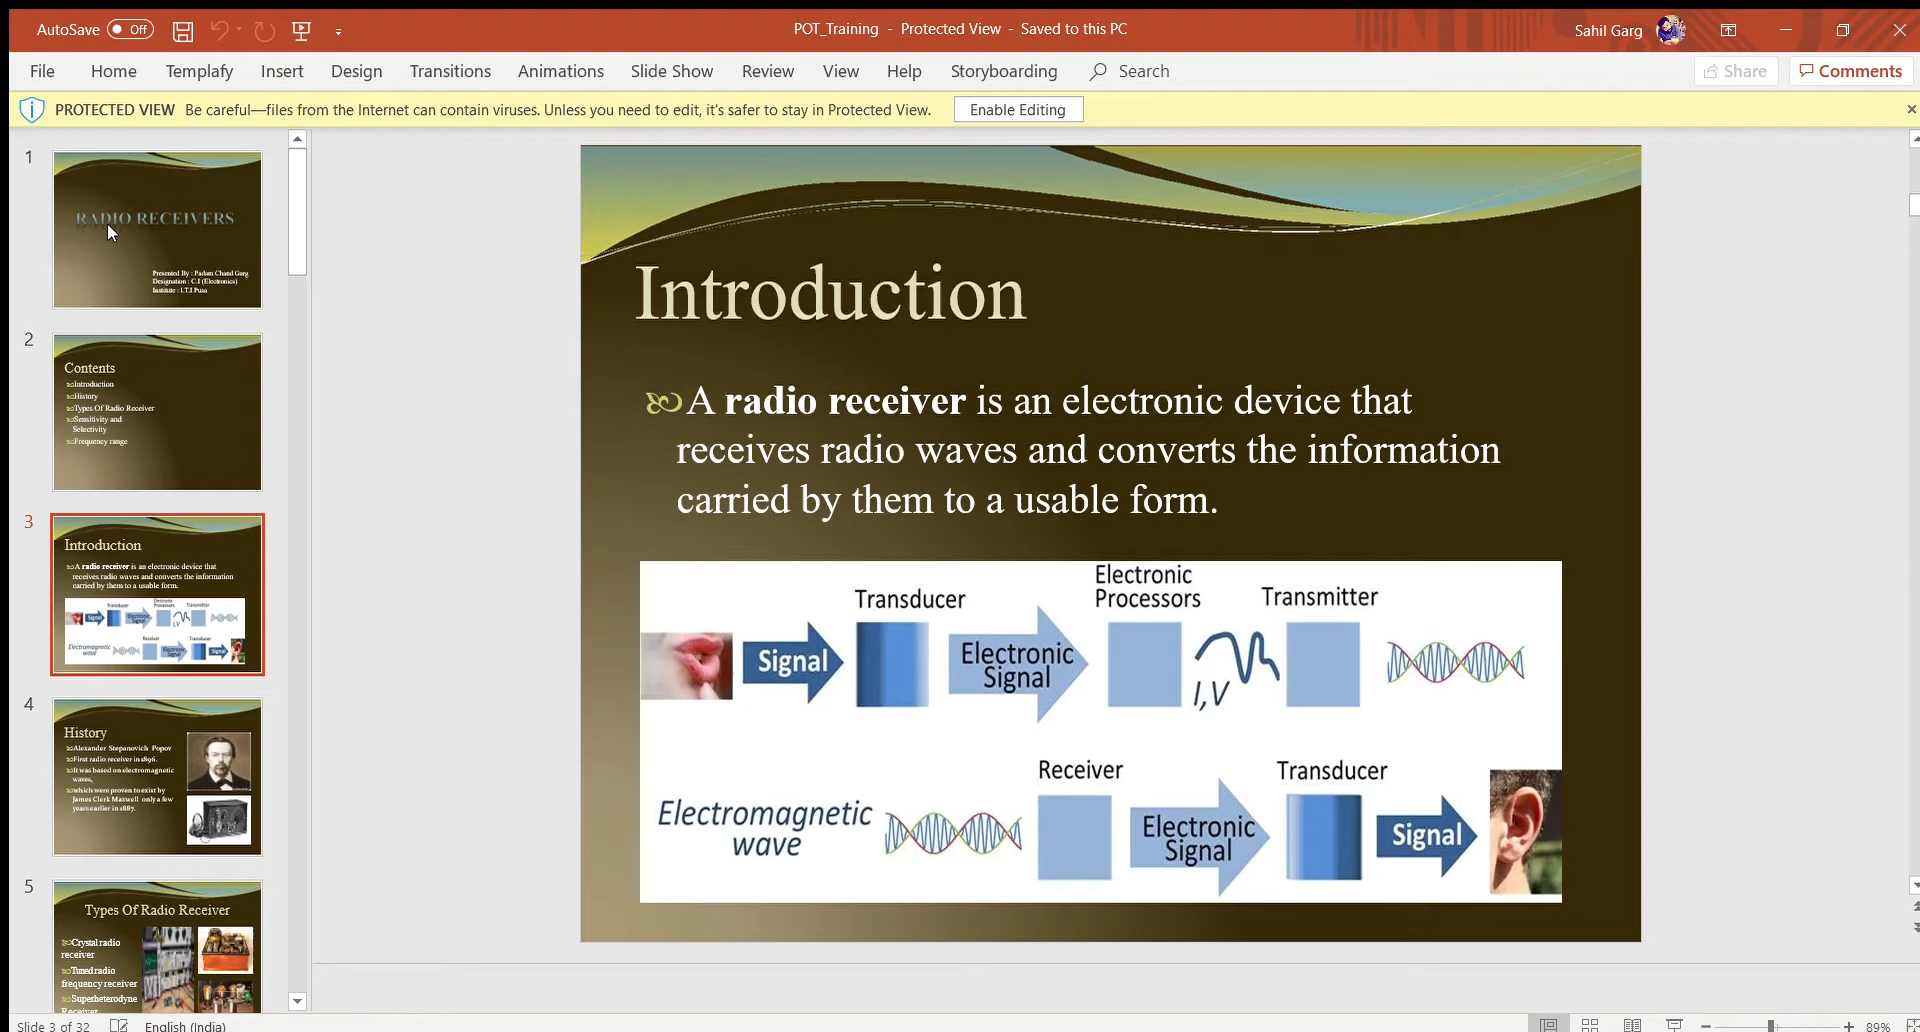 AutoSave Off
POT_Training - Protected View - Saved to this PC
Sahil Garg
File Home Templafy Insert Design Transitions Animations Slide Show Review View Help Storyboarding Search Share Comments
PROTECTED VIEW Be careful—files from the Internet can contain viruses. Unless you need to edit, it's safer to stay in Protected View. Enable Editing
1
RADIO RECEIVERS
Presented By : Padam Chand Garg
Designation : C.I (Electronics)
Institute : I.T.I Pusa
2
Contents
Introduction
History
Types Of Radio Receiver
Sensitivity and
Selectivity
Frequency range
3
Introduction
A radio receiver is an electronic device that
receives radio waves and converts the information
carried by them to a usable form.
Transducer
Electronic
Processors
Transmitter
Signal
Electronic
Signal
I,V
Receiver
Transducer
Electromagnetic
wave
Electronic
Signal
Signal
4
History
Alexander Stepanovich Popov
First radio receiver in 1896.
It was based on electromagnetic
waves,
which were proven to exist by
James Clerk Maxwell only a few
years earlier in 1887.
5
Types Of Radio Receiver
Crystal radio
receiver
Tuned radio
frequency receiver
Superheterodyne
Receiver
Introduction
A radio receiver is an electronic device that
receives radio waves and converts the information
carried by them to a usable form.
Transducer
Electronic
Processors
Transmitter
Signal
Electronic
Signal
I,V
Receiver
Transducer
Electromagnetic
wave
Electronic
Signal
Signal
Slide 3 of 32 English (India) 89%